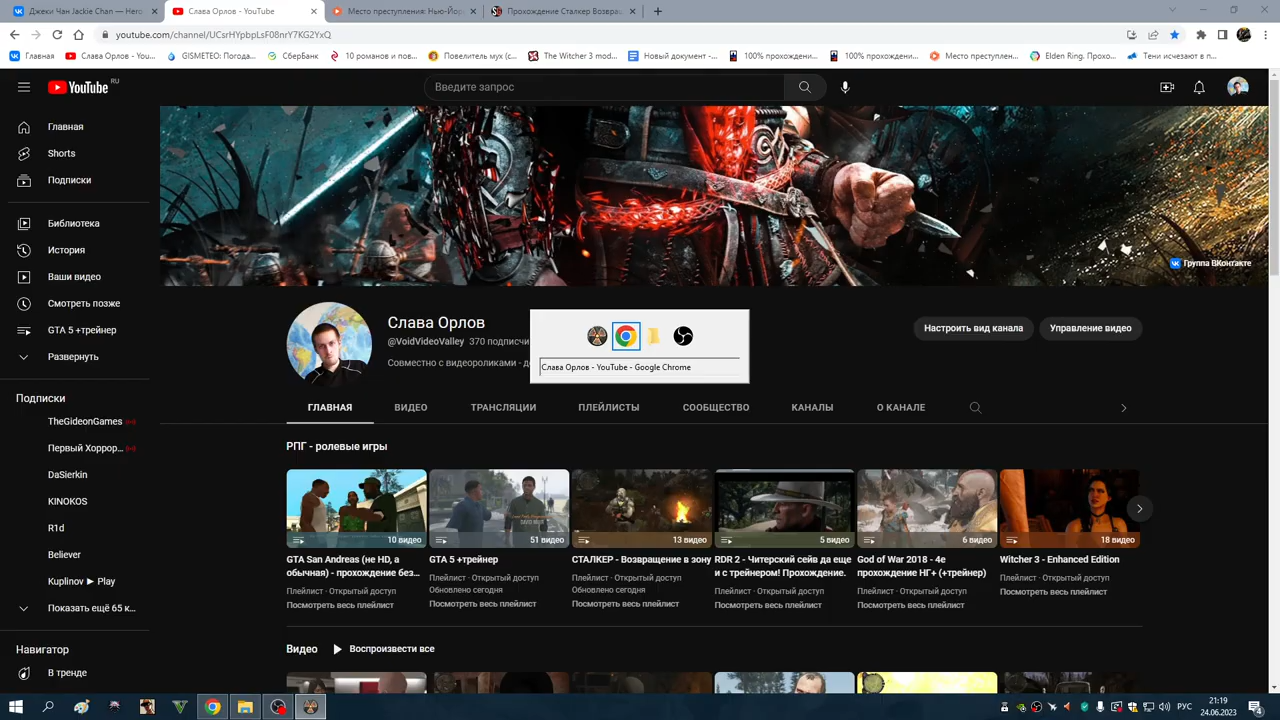 Джеки Чан Jackie Chan — Неrо
Слава Орлов - YouTube
Место преступления: Нью-Йор
Прохождение Сталкер Возвращ
youtube.com/channel/UCsrHYpbpLsF08nrY7KG2YxQ
Главная
Слава Орлов - You...
GISMETEO: Погода...
СберБанк
10 романов и пов...
Повелитель мух (с...
The Witcher 3 mod...
Новый документ -...
100% прохождени...
100% прохождени...
Место преступлен...
Elden Ring. Прохо...
Тени исчезают в п...
YouTube RU
Введите запрос
Главная
Shorts
Подписки
Библиотека
История
Ваши видео
Смотреть позже
GTA 5 +трейнер
Развернуть
Подписки
TheGideonGames
Первый Хоррор...
DaSierkin
KINOKOS
R1d
Believer
Kuplinov ► Play
Показать ещё 65 к...
Навигатор
В тренде
Группа ВКонтакте
Слава Орлов
@VoidVideoValley 370 подписчи
Совместно с видеороликами - д
Настроить вид канала
Управление видео
Слава Орлов - YouTube - Google Chrome
ГЛАВНАЯ
ВИДЕО
ТРАНСЛЯЦИИ
ПЛЕЙЛИСТЫ
СООБЩЕСТВО
КАНАЛЫ
О КАНАЛЕ
РПГ - ролевые игры
10 видео
GTA San Andreas (не HD, а
обычная) - прохождение без...
Плейлист · Открытый доступ
Посмотреть весь плейлист
51 видео
GTA 5 +трейнер
Плейлист · Открытый доступ
Обновлено сегодня
Посмотреть весь плейлист
13 видео
СТАЛКЕР - Возвращение в зону
Плейлист · Открытый доступ
Обновлено сегодня
Посмотреть весь плейлист
5 видео
RDR 2 - Читерский сейв да еще
и с трейнером! Прохождение.
Плейлист · Открытый доступ
Посмотреть весь плейлист
6 видео
God of War 2018 - 4е
прохождение НГ+ (+трейнер)
Плейлист · Открытый доступ
Посмотреть весь плейлист
18 видео
Witcher 3 - Enhanced Edition
Плейлист · Открытый доступ
Посмотреть весь плейлист
Видео
Воспроизвести все
РУС
21:19
24.06.2023
4